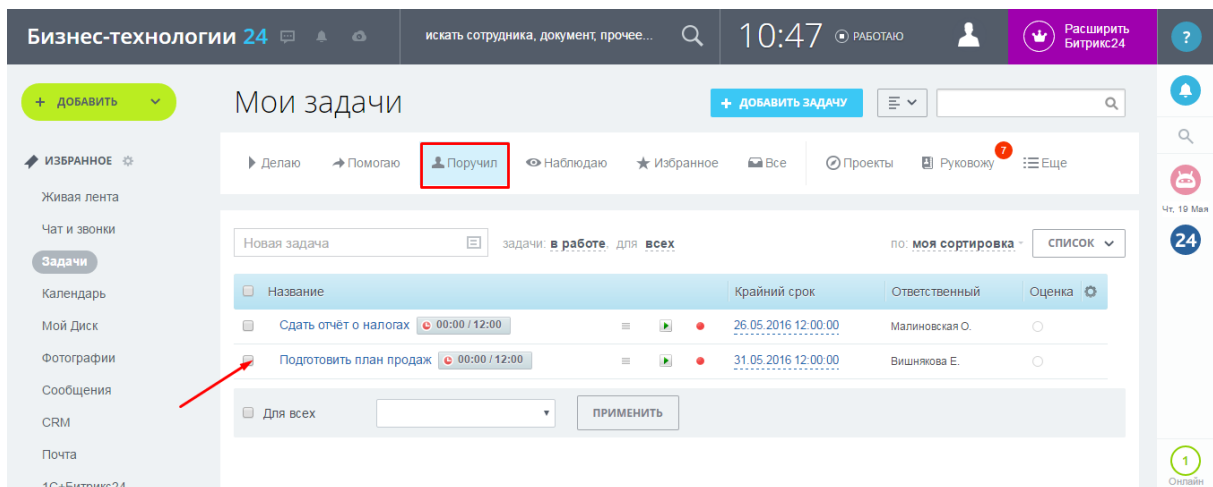 Бизнес-технологии 24
искать сотрудника, документ, прочее...
10:47 РАБОТАЮ
Расширить
Битрикс24
?
+ ДОБАВИТЬ
Мои задачи
+ ДОБАВИТЬ ЗАДАЧУ
ИЗБРАННОЕ
Делаю Помогаю Поручил Наблюдаю Избранное Все Проекты Руковожу 7 Еще
Живая лента
Чт, 19 Мая
Чат и звонки
24
Новая задача задачи: в работе, для всех по: моя сортировка СПИСОК
Задачи
Календарь
Название Крайний срок Ответственный Оценка
Мой Диск
Сдать отчёт о налогах 00:00 / 12:00 26.05.2016 12:00:00 Малиновская О.
Фотографии
Подготовить план продаж 00:00 / 12:00 31.05.2016 12:00:00 Вишнякова Е.
Сообщения
CRM
Для всех ПРИМЕНИТЬ
Почта
1
1С+Битрикс24
Онлайн